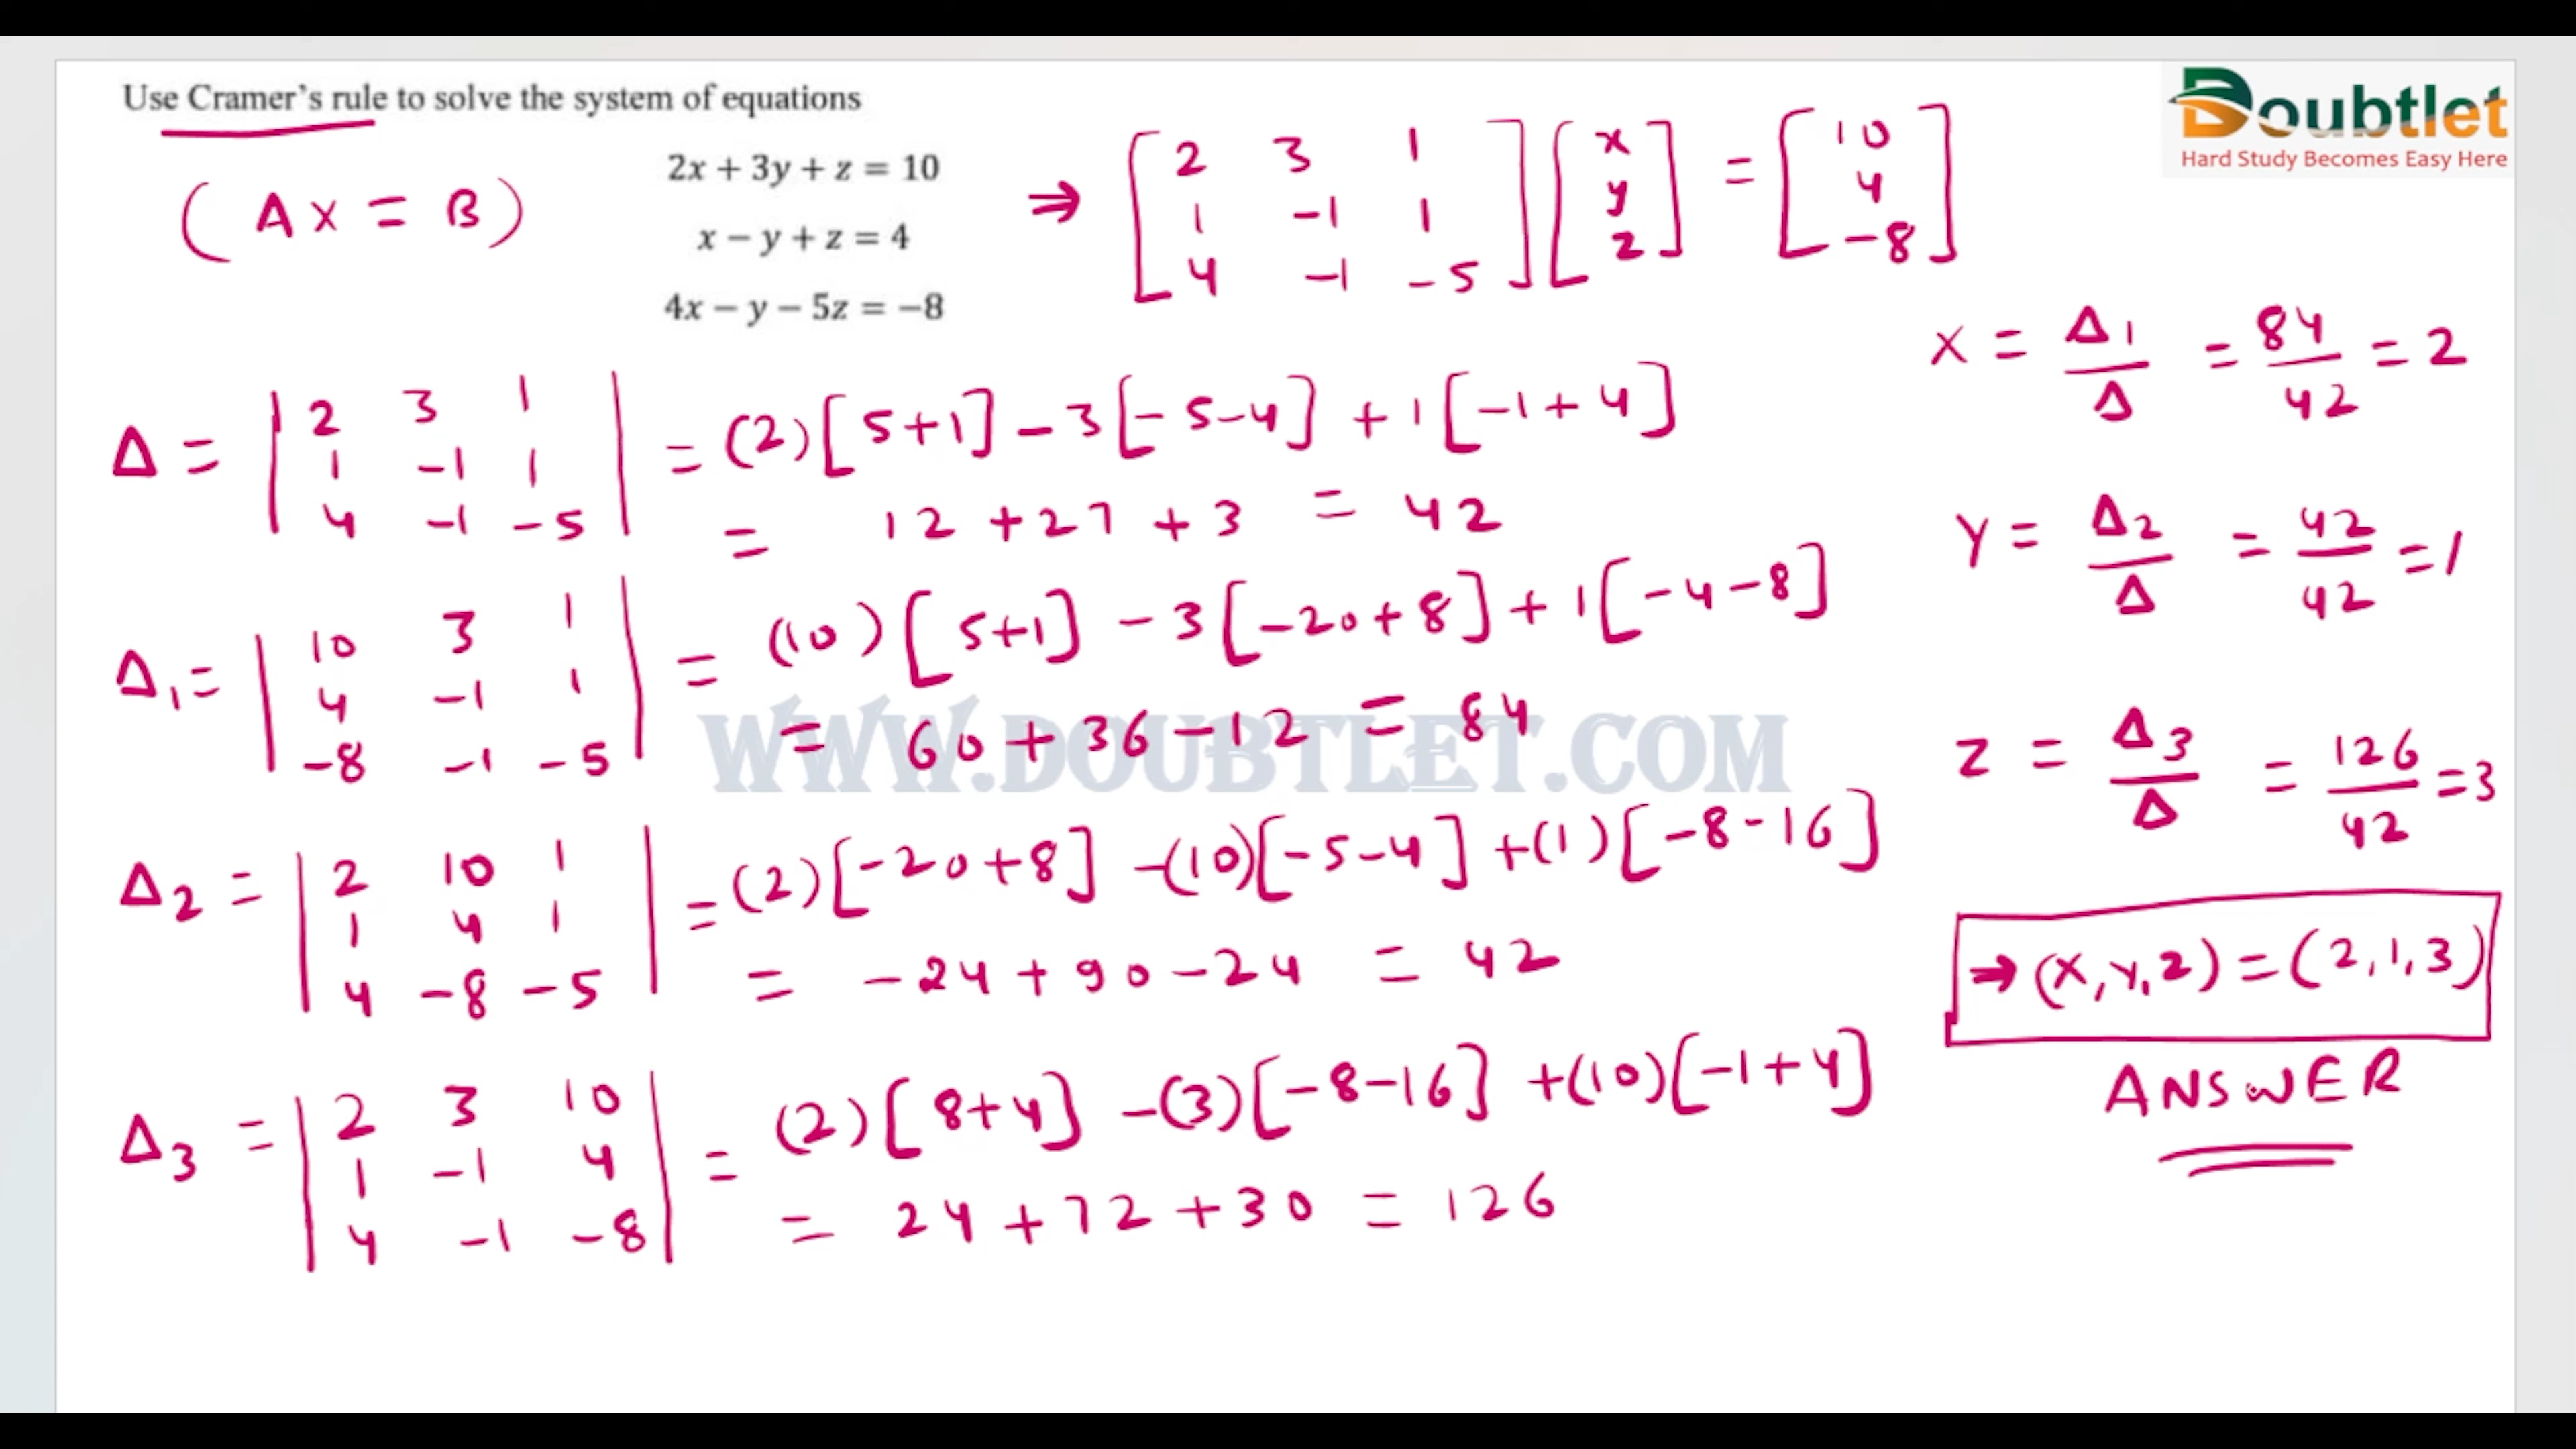 Use Cramer's rule to solve the system of equations
Doubtlet
Hard Study Becomes Easy Here
2x + 3y + z = 10
x − y + z = 4
4x − y − 5z = −8
(AX = B)
⇒ [2 3 1
1 -1 1
4 -1 -5] [x
y
z] = [10
4
-8]
Δ = |2 3 1
1 -1 1
4 -1 -5| = (2)[5+1] -3[-5-4] +1[-1+4]
= 12 +27 +3 = 42
Δ1 = |10 3 1
4 -1 1
-8 -1 -5| = (10)[5+1] -3[-20+8] +1[-4-8]
= 60 + 36 -12 = 84
WWW.DOUBTLET.COM
Δ2 = |2 10 1
1 4 1
4 -8 -5| = (2)[-20+8] -(10)[-5-4] +(1)[-8-16]
= -24 +90 -24 = 42
Δ3 = |2 3 10
1 -1 4
4 -1 -8| = (2)[8+4] -(3)[-8-16] +(10)[-1+4]
= 24 +72 +30 = 126
X = Δ1/Δ = 84/42 = 2
Y = Δ2/Δ = 42/42 = 1
Z = Δ3/Δ = 126/42 = 3
⇒ (X,Y,Z) = (2,1,3)
ANSWER